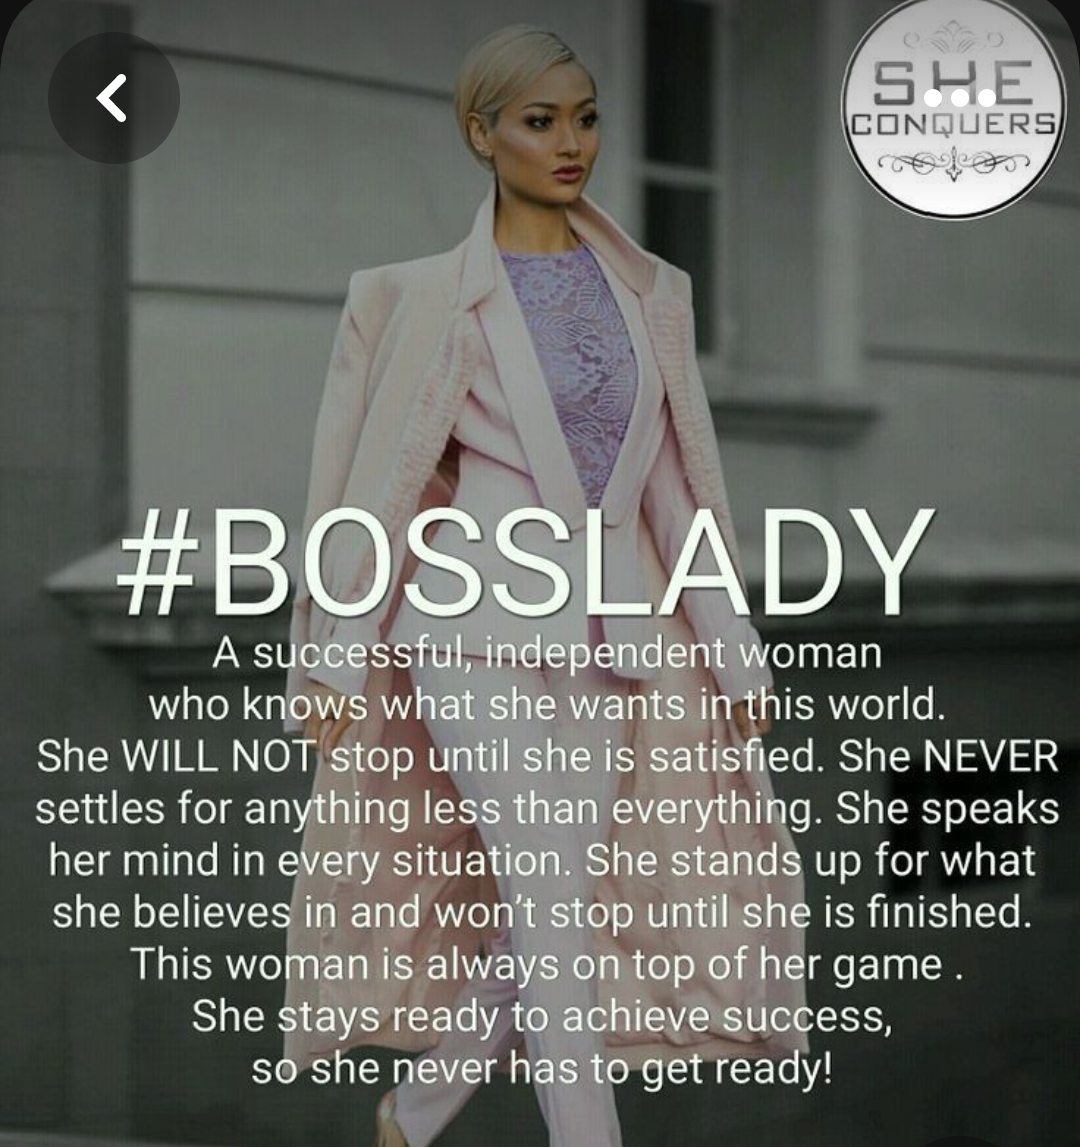 SHE
CONQUERS
#BOSSLADY
A successful, independent woman
who knows what she wants in this world.
She WILL NOT stop until she is satisfied. She NEVER
settles for anything less than everything. She speaks
her mind in every situation. She stands up for what
she believes in and won't stop until she is finished.
This woman is always on top of her game .
She stays ready to achieve success,
so she never has to get ready!